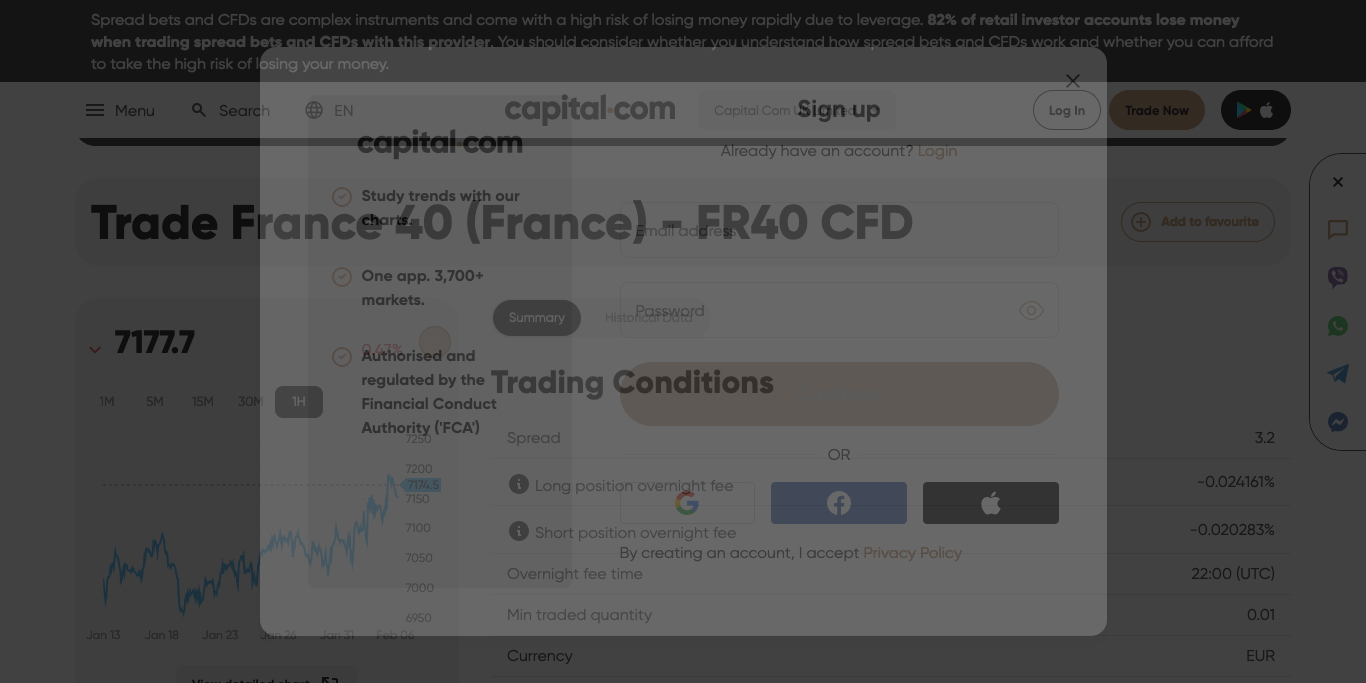 Spread bets and CFDs are complex instruments and come with a high risk of losing money rapidly due to leverage. 82% of retail investor accounts lose money
when trading spread bets and CFDs with this provider. You should consider whether you understand how spread bets and CFDs work and whether you can afford
to take the high risk of losing your money.
Menu
Search
EN
capital.com
Capital Com
Log In
Trade Now
Sign up
Already have an account? Login
capital.com
Study trends with our
charts.
One app. 3,700+
markets.
Authorised and
regulated by the
Financial Conduct
Authority ('FCA')
Email address
Password
OR
By creating an account, I accept Privacy Policy
Trade France 40 (France) - FR40 CFD
Add to favourite
7177.7
0.47%
1M
5M
15M
30M
1H
7250
7200
7174.5
7150
7100
7050
7000
6950
Jan 13
Jan 18
Jan 23
Jan 26
Jan 31
Feb 06
View detailed chart
Summary
Historical Data
Trading Conditions
Spread 3.2
Long position overnight fee -0.024161%
Short position overnight fee -0.020283%
Overnight fee time 22:00 (UTC)
Min traded quantity 0.01
Currency EUR